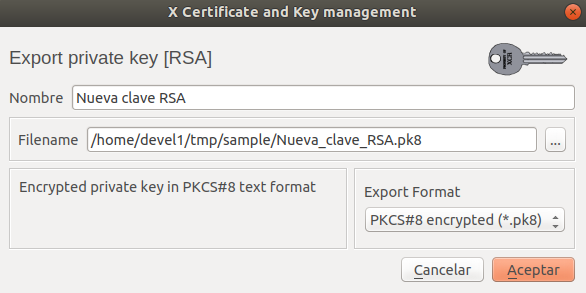 X Certificate and Key management
Export private key [RSA]
Nombre Nueva clave RSA
Filename /home/devel1/tmp/sample/Nueva_clave_RSA.pk8 ...
Encrypted private key in PKCS#8 text format
Export Format
PKCS#8 encrypted (*.pk8)
Cancelar Aceptar